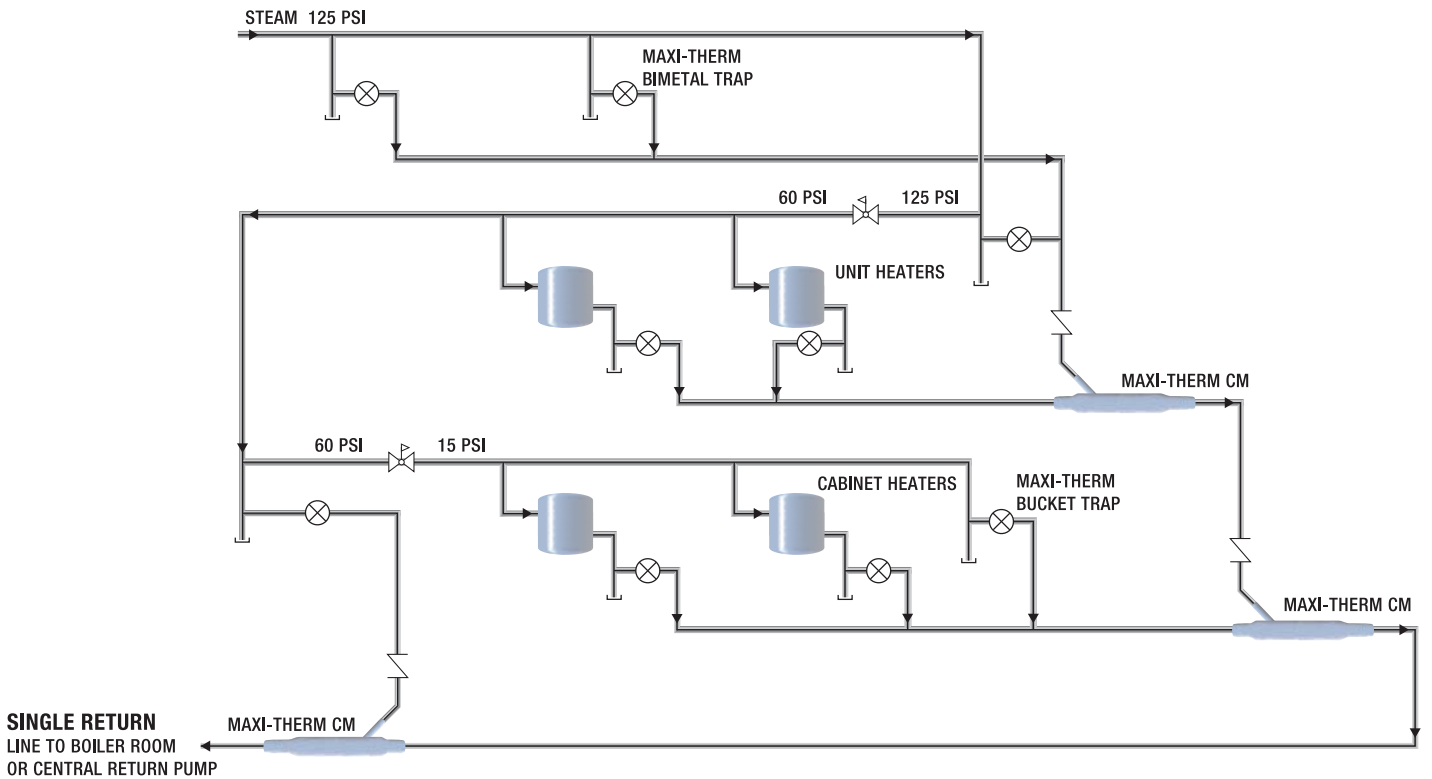 STEAM 125 PSI
MAXI-THERM
BIMETAL TRAP
60 PSI
125 PSI
UNIT HEATERS
MAXI-THERM CM
60 PSI
15 PSI
CABINET HEATERS
MAXI-THERM
BUCKET TRAP
MAXI-THERM CM
SINGLE RETURN
LINE TO BOILER ROOM
OR CENTRAL RETURN PUMP
MAXI-THERM CM